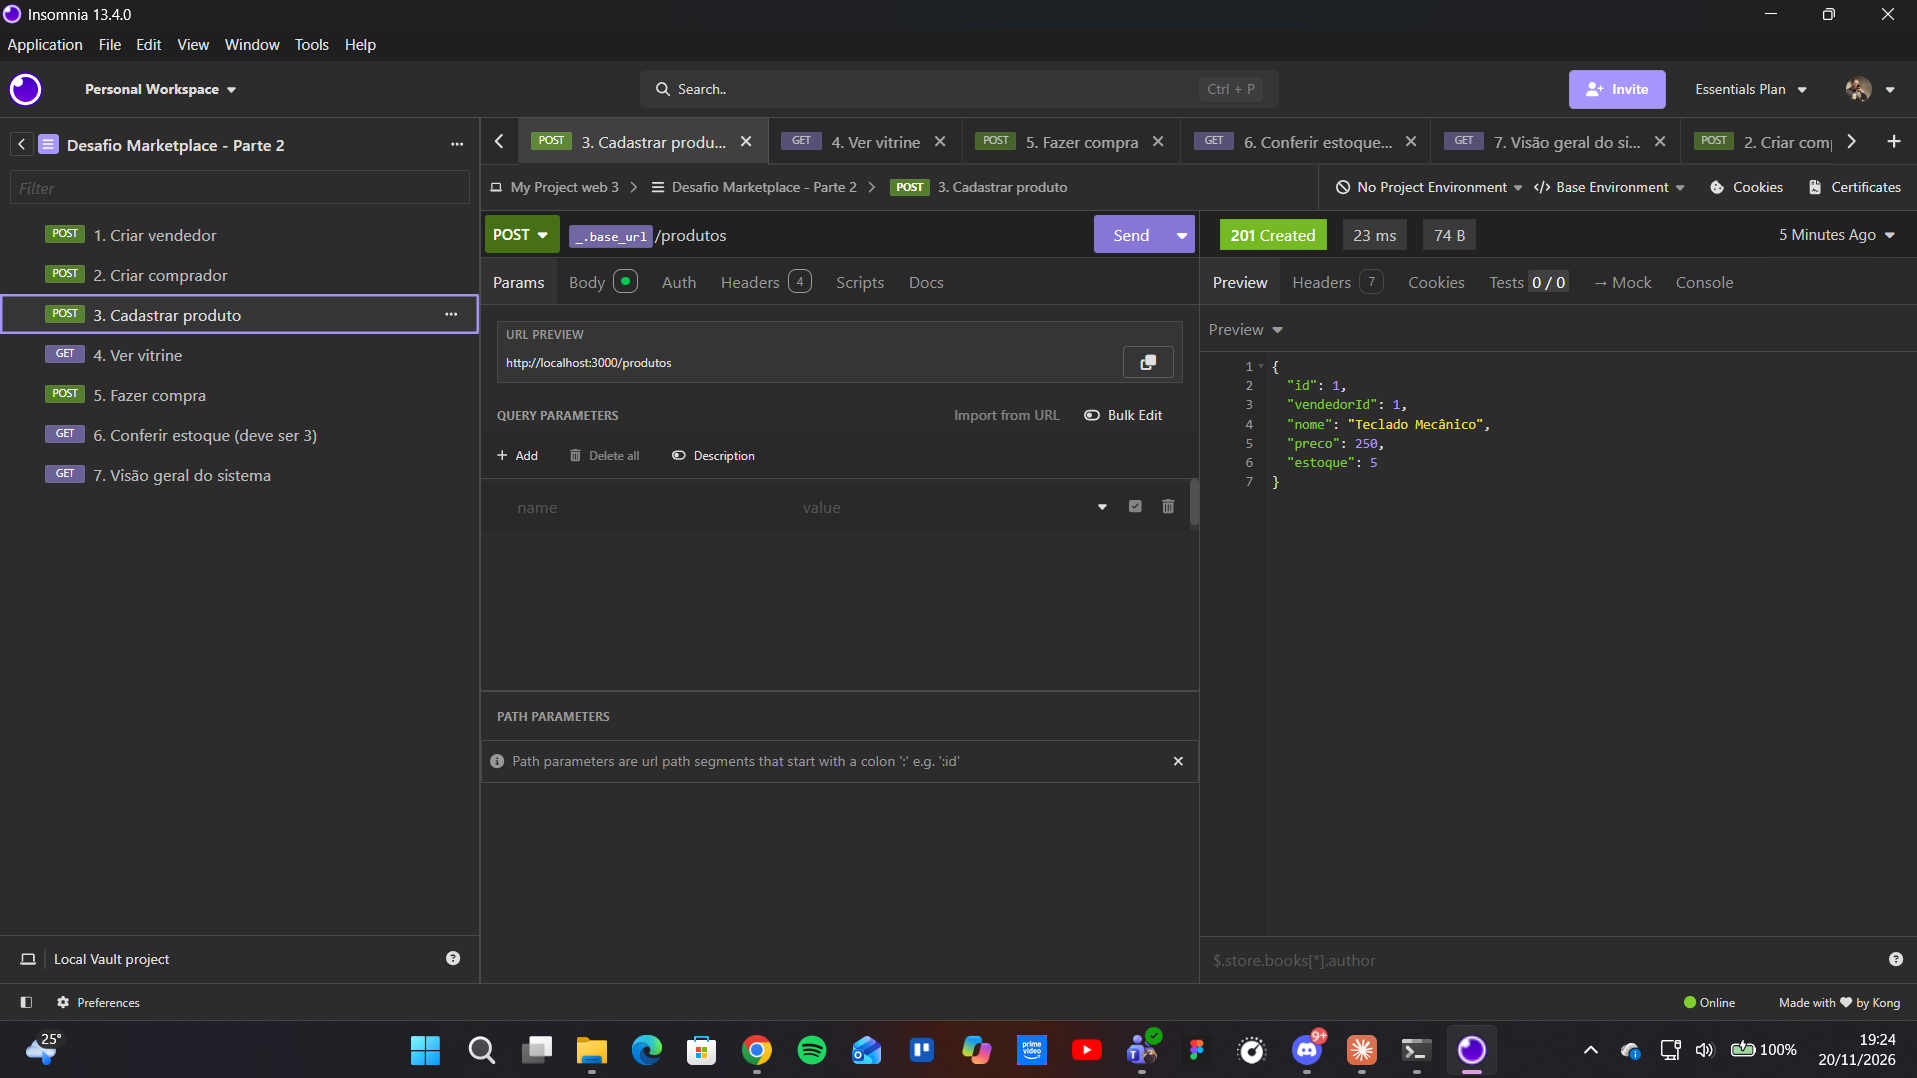 Insomnia 13.4.0
Application File Edit View Window Tools Help
Personal Workspace
Search..
Ctrl + P
Invite
Essentials Plan
Desafio Marketplace - Parte 2
Filter
POST 1. Criar vendedor
POST 2. Criar comprador
POST 3. Cadastrar produto
GET 4. Ver vitrine
POST 5. Fazer compra
GET 6. Conferir estoque (deve ser 3)
GET 7. Visão geral do sistema
POST 3. Cadastrar produ...
GET 4. Ver vitrine
POST 5. Fazer compra
GET 6. Conferir estoque...
GET 7. Visão geral do si...
POST 2. Criar com
My Project web 3
Desafio Marketplace - Parte 2
POST 3. Cadastrar produto
No Project Environment
Base Environment
Cookies
Certificates
POST
_.base_url /produtos
Send
Params Body Auth Headers 4 Scripts Docs
URL PREVIEW
http://localhost:3000/produtos
QUERY PARAMETERS
Import from URL
Bulk Edit
Add
Delete all
Description
name
value
PATH PARAMETERS
Path parameters are url path segments that start with a colon ':' e.g. ':id'
201 Created
23 ms
74 B
5 Minutes Ago
Preview Headers 7 Cookies Tests 0 / 0 → Mock Console
Preview
1 {
2 "id": 1,
3 "vendedorId": 1,
4 "nome": "Teclado Mecânico",
5 "preco": 250,
6 "estoque": 5
7 }
$.store.books[*].author
Local Vault project
Preferences
Online
Made with ❤ by Kong
25°
prime video
9+
100%
19:24
20/11/2026